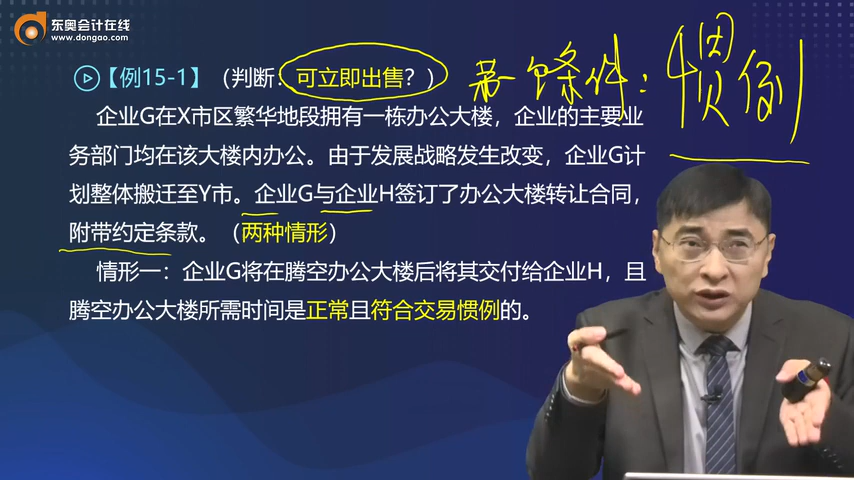 东奥会计在线
www.dongao.com
【例15-1】（判断：可立即出售？）
第一个条件：惯例
企业G在X市区繁华地段拥有一栋办公大楼，企业的主要业
务部门均在该大楼内办公。由于发展战略发生改变，企业G计
划整体搬迁至Y市。企业G与企业H签订了办公大楼转让合同，
附带约定条款。（两种情形）
情形一：企业G将在腾空办公大楼后将其交付给企业H，且
腾空办公大楼所需时间是正常且符合交易惯例的。